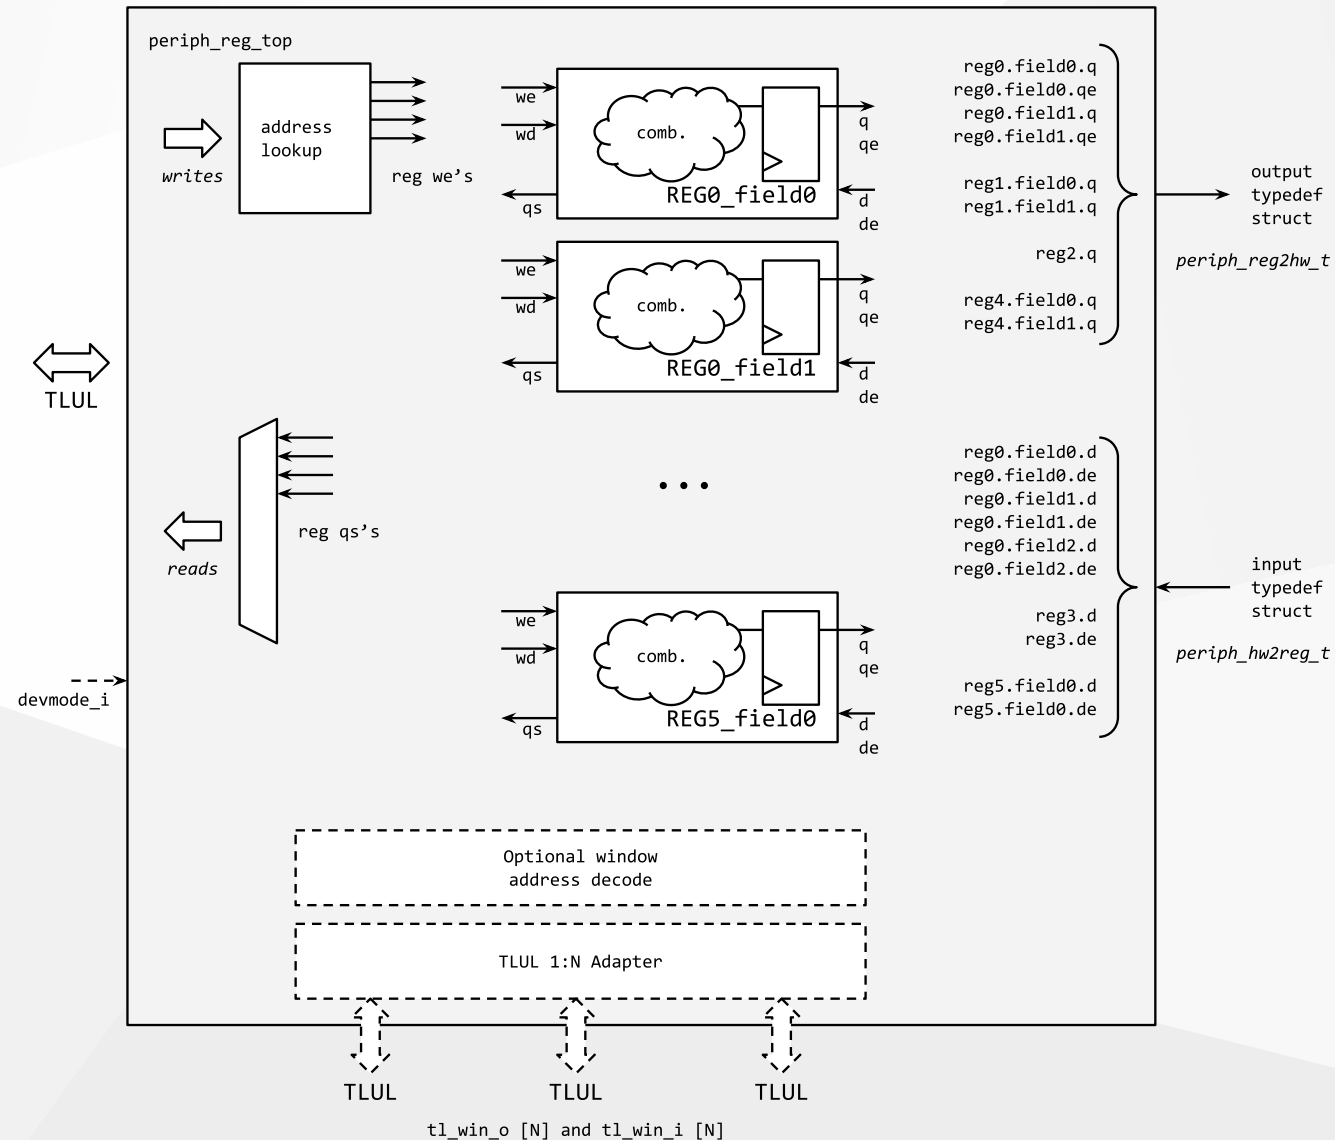 periph_reg_top
address
lookup
writes
reg we's
TLUL
reg qs's
reads
devmode_i
we
wd
qs
comb.
REG0_field0
q
qe
d
de
we
wd
qs
comb.
REG0_field1
q
qe
d
de
...
we
wd
qs
comb.
REG5_field0
q
qe
d
de
reg0.field0.q
reg0.field0.qe
reg0.field1.q
reg0.field1.qe
reg1.field0.q
reg1.field1.q
reg2.q
reg4.field0.q
reg4.field1.q
output
typedef
struct
periph_reg2hw_t
reg0.field0.d
reg0.field0.de
reg0.field1.d
reg0.field1.de
reg0.field2.d
reg0.field2.de
reg3.d
reg3.de
reg5.field0.d
reg5.field0.de
input
typedef
struct
periph_hw2reg_t
Optional window
address decode
TLUL 1:N Adapter
TLUL
TLUL
TLUL
tl_win_o [N] and tl_win_i [N]